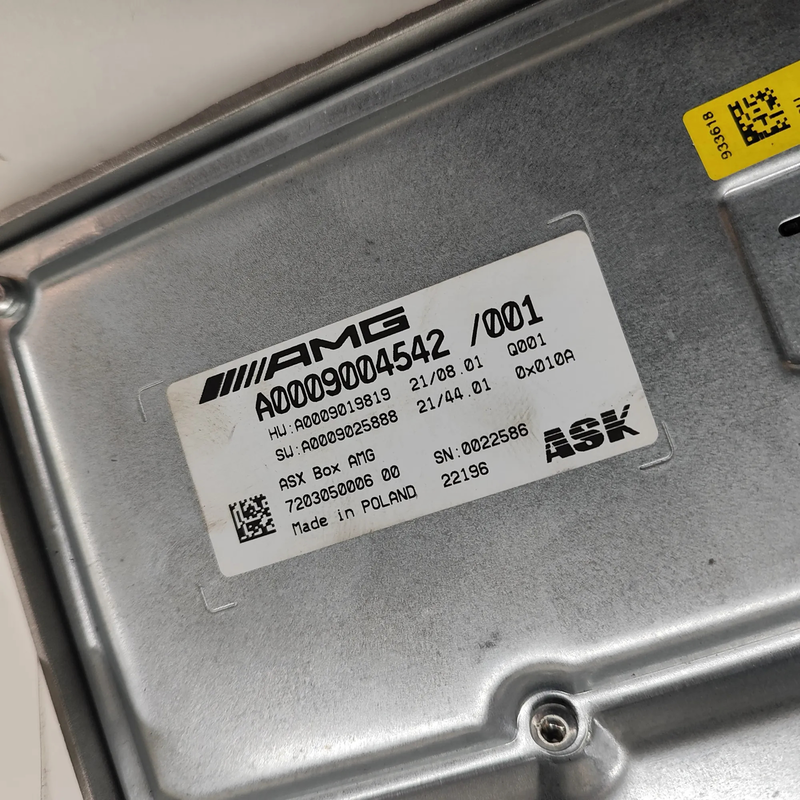 933618
AMG
A0009004542 /001
HW:A0009019819 21/08.01 Q001
SW:A0009025888 21/44.01 0x010A
ASX Box AMG SN:0022586
7203050006 00 22196
Made in POLAND
ASK